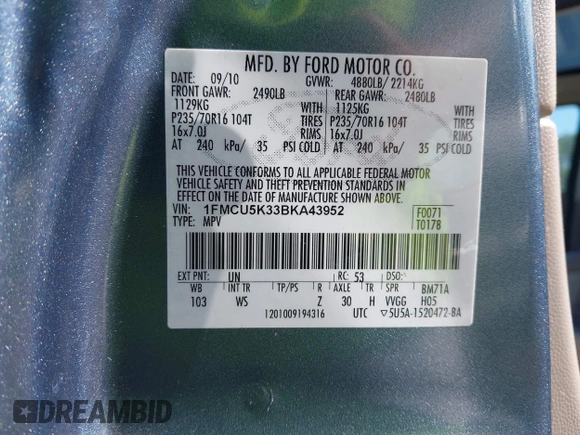 MFD. BY FORD MOTOR CO.
DATE: 09/10 GVWR: 4880LB/ 2214KG
FRONT GAWR: 2490LB REAR GAWR: 2480LB
1129KG WITH 1125KG WITH
P235/70R16 104T TIRES P235/70R16 104T TIRES
16x7.0J RIMS 16x7.0J RIMS
AT 240 kPa/ 35 PSI COLD AT 240 kPa/ 35 PSI COLD
THIS VEHICLE CONFORMS TO ALL APPLICABLE FEDERAL MOTOR
VEHICLE SAFETY AND THEFT PREVENTION STANDARDS IN
EFFECT ON THE DATE OF MANUFACTURE SHOWN ABOVE.
VIN: 1FMCU5K33BKA43952 F0071
TYPE: MPV T0178
EXT PNT: UN RC: 53 DSO:
WB INT TR TP/PS R AXLE TR SPR BM71A
103 WS Z 30 H VVGG H05
1201009194316 UTC ▽5U5A-1520472-BA
DREAMBID